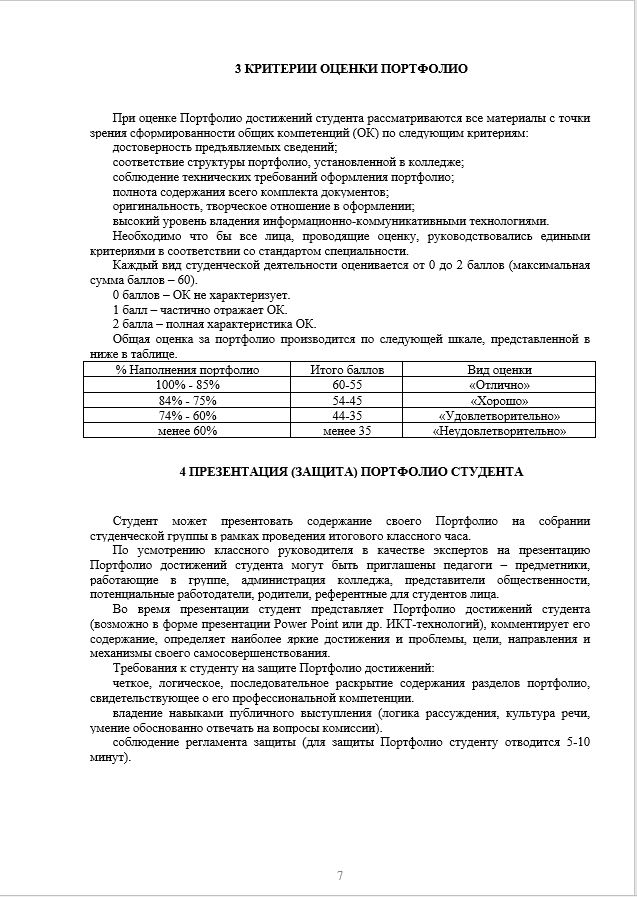 3 КРИТЕРИИ ОЦЕНКИ ПОРТФОЛИО
При оценке Портфолио достижений студента рассматриваются все материалы с точки
зрения сформированности общих компетенций (ОК) по следующим критериям:
достоверность предъявляемых сведений;
соответствие структуры портфолио, установленной в колледже;
соблюдение технических требований оформления портфолио;
полнота содержания всего комплекта документов;
оригинальность, творческое отношение в оформлении;
высокий уровень владения информационно-коммуникативными технологиями.
Необходимо что бы все лица, проводящие оценку, руководствовались едиными
критериями в соответствии со стандартом специальности.
Каждый вид студенческой деятельности оценивается от 0 до 2 баллов (максимальная
сумма баллов – 60).
0 баллов – ОК не характеризует.
1 балл – частично отражает ОК.
2 балла – полная характеристика ОК.
Общая оценка за портфолио производится по следующей шкале, представленной в
ниже в таблице.
% Наполнения портфолио Итого баллов Вид оценки
100% - 85% 60-55 «Отлично»
84% - 75% 54-45 «Хорошо»
74% - 60% 44-35 «Удовлетворительно»
менее 60% менее 35 «Неудовлетворительно»
4 ПРЕЗЕНТАЦИЯ (ЗАЩИТА) ПОРТФОЛИО СТУДЕНТА
Студент может презентовать содержание своего Портфолио на собрании
студенческой группы в рамках проведения итогового классного часа.
По усмотрению классного руководителя в качестве экспертов на презентацию
Портфолио достижений студента могут быть приглашены педагоги – предметники,
работающие в группе, администрация колледжа, представители общественности,
потенциальные работодатели, родители, референтные для студентов лица.
Во время презентации студент представляет Портфолио достижений студента
(возможно в форме презентации Power Point или др. ИКТ-технологий), комментирует его
содержание, определяет наиболее яркие достижения и проблемы, цели, направления и
механизмы своего самосовершенствования.
Требования к студенту на защите Портфолио достижений:
четкое, логическое, последовательное раскрытие содержания разделов портфолио,
свидетельствующее о его профессиональной компетенции.
владение навыками публичного выступления (логика рассуждения, культура речи,
умение обоснованно отвечать на вопросы комиссии).
соблюдение регламента защиты (для защиты Портфолио студенту отводится 5-10
минут).
7